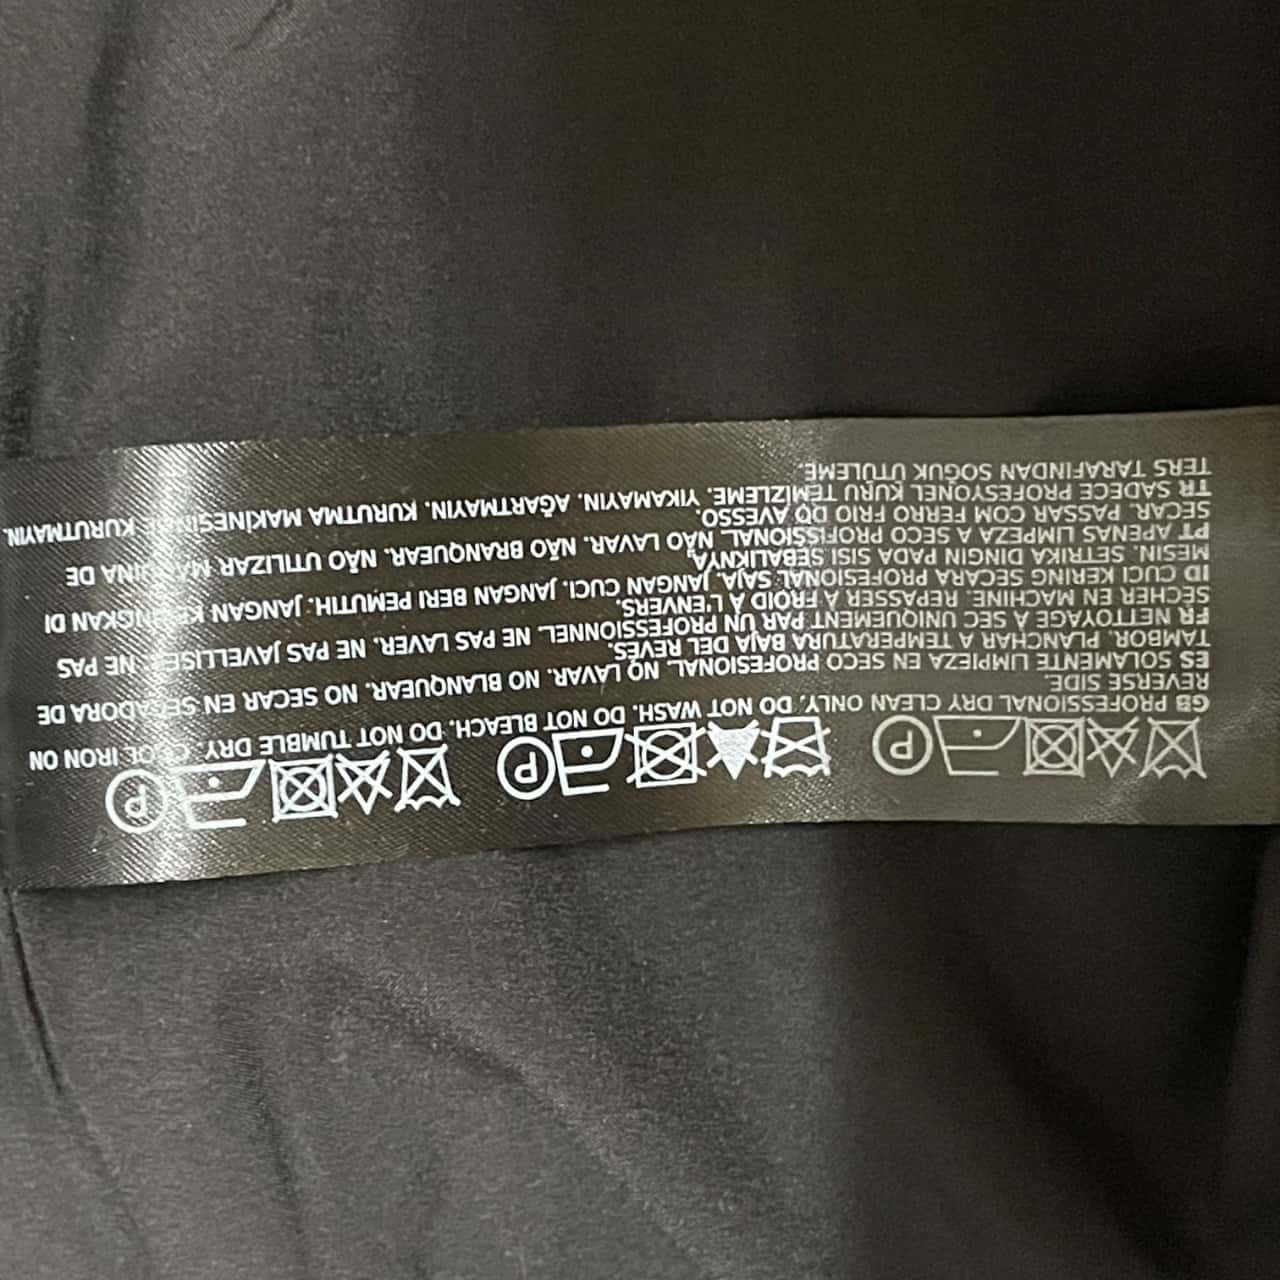 GB PROFESSIONAL DRY CLEAN ONLY. DO NOT WASH. DO NOT BLEACH. DO NOT TUMBLE DRY. COOL IRON ON
REVERSE SIDE.
ES SOLAMENTE LIMPIEZA EN SECO PROFESIONAL. NO LAVAR. NO BLANQUEAR. NO SECAR EN SECADORA DE
TAMBOR. PLANCHAR A TEMPERATURA BAJA DEL REVÉS.
FR NETTOYAGE À SEC UNIQUEMENT PAR UN PROFESSIONNEL. NE PAS LAVER. NE PAS JAVELLISER. NE PAS
SÉCHER EN MACHINE. REPASSER À FROID À L'ENVERS.
ID CUCI KERING SECARA PROFESIONAL SAJA. JANGAN CUCI. JANGAN BERI PEMUTIH. JANGAN KERINGKAN DI
MESIN. SETRIKA DINGIN PADA SISI SEBALIKNYA.
PT APENAS LIMPEZA A SECO PROFISSIONAL. NÃO LAVAR. NÃO BRANQUEAR. NÃO UTILIZAR MÁQUINA DE
SECAR. PASSAR COM FERRO FRIO DO AVESSO.
TR SADECE PROFESYONEL KURU TEMİZLEME. YIKAMAYIN. AĞARTMAYIN. KURUTMA MAKİNESİNDE KURUTMAYIN.
TERS TARAFINDAN SOĞUK ÜTÜLEME.